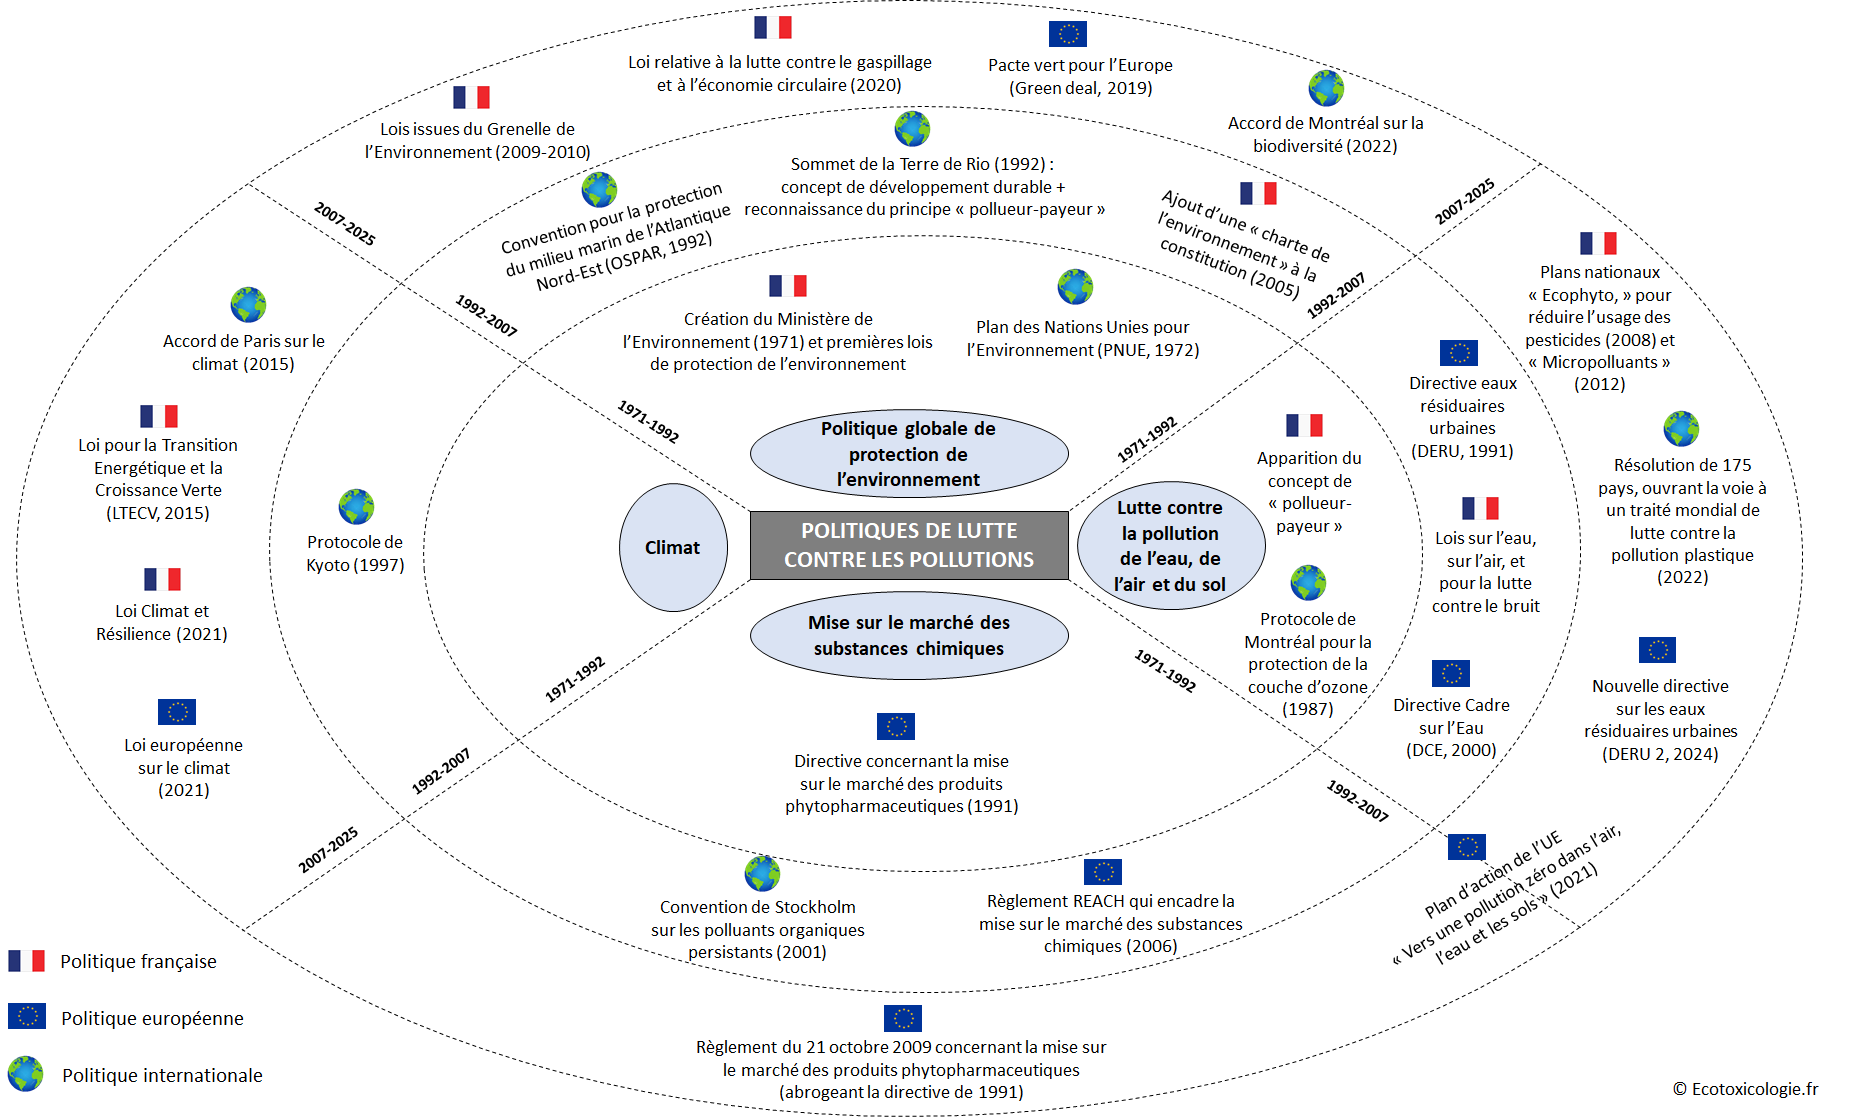 Loi relative à la lutte contre le gaspillage
et à l’économie circulaire (2020)
Pacte vert pour l’Europe
(Green deal, 2019)
Lois issues du Grenelle de
l’Environnement (2009-2010)
Accord de Montréal sur la
biodiversité (2022)
Sommet de la Terre de Rio (1992) :
concept de développement durable +
reconnaissance du principe « pollueur-payeur »
Convention pour la protection
du milieu marin de l’Atlantique
Nord-Est (OSPAR, 1992)
Ajout d’une « charte de
l’environnement » à la
constitution (2005)
2007-2025
2007-2025
1992-2007
1992-2007
Création du Ministère de
l’Environnement (1971) et premières lois
de protection de l’environnement
Plan des Nations Unies pour
l’Environnement (PNUE, 1972)
1971-1992
1971-1992
Politique globale de
protection de
l’environnement
Accord de Paris sur le
climat (2015)
Loi pour la Transition
Energétique et la
Croissance Verte
(LTECV, 2015)
Loi Climat et
Résilience (2021)
Loi européenne
sur le climat
(2021)
Protocole de
Kyoto (1997)
Climat
POLITIQUES DE LUTTE
CONTRE LES POLLUTIONS
Lutte contre
la pollution
de l’eau, de
l’air et du sol
Apparition du
concept de
« pollueur-
payeur »
Protocole de
Montréal pour la
protection de la
couche d’ozone
(1987)
Directive eaux
résiduaires
urbaines
(DERU, 1991)
Lois sur l’eau,
sur l’air, et
pour la lutte
contre le bruit
Directive Cadre
sur l’Eau
(DCE, 2000)
Plans nationaux
« Ecophyto, » pour
réduire l’usage des
pesticides (2008) et
« Micropolluants »
(2012)
Résolution de 175
pays, ouvrant la voie à
un traité mondial de
lutte contre la
pollution plastique
(2022)
Nouvelle directive
sur les eaux
résiduaires urbaines
(DERU 2, 2024)
Plan d’action de l’UE
« Vers une pollution zéro dans l’air,
l’eau et les sols » (2021)
Mise sur le marché des
substances chimiques
1971-1992
1971-1992
1992-2007
1992-2007
2007-2025
Directive concernant la mise
sur le marché des produits
phytopharmaceutiques (1991)
Convention de Stockholm
sur les polluants organiques
persistants (2001)
Règlement REACH qui encadre la
mise sur le marché des substances
chimiques (2006)
Règlement du 21 octobre 2009 concernant la mise sur
le marché des produits phytopharmaceutiques
(abrogeant la directive de 1991)
Politique française
Politique européenne
Politique internationale
© Ecotoxicologie.fr